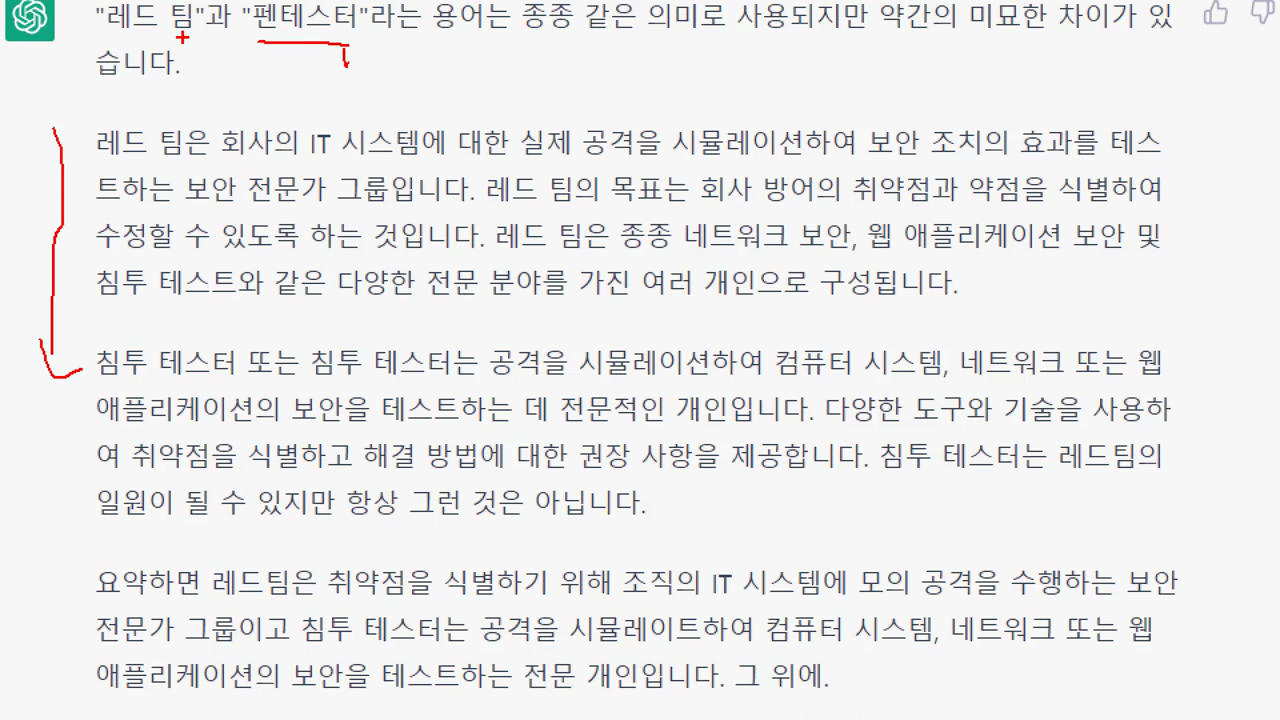 "레드 팀"과 "펜테스터"라는 용어는 종종 같은 의미로 사용되지만 약간의 미묘한 차이가 있
습니다.
레드 팀은 회사의 IT 시스템에 대한 실제 공격을 시뮬레이션하여 보안 조치의 효과를 테스
트하는 보안 전문가 그룹입니다. 레드 팀의 목표는 회사 방어의 취약점과 약점을 식별하여
수정할 수 있도록 하는 것입니다. 레드 팀은 종종 네트워크 보안, 웹 애플리케이션 보안 및
침투 테스트와 같은 다양한 전문 분야를 가진 여러 개인으로 구성됩니다.
침투 테스터 또는 침투 테스터는 공격을 시뮬레이션하여 컴퓨터 시스템, 네트워크 또는 웹
애플리케이션의 보안을 테스트하는 데 전문적인 개인입니다. 다양한 도구와 기술을 사용하
여 취약점을 식별하고 해결 방법에 대한 권장 사항을 제공합니다. 침투 테스터는 레드팀의
일원이 될 수 있지만 항상 그런 것은 아닙니다.
요약하면 레드팀은 취약점을 식별하기 위해 조직의 IT 시스템에 모의 공격을 수행하는 보안
전문가 그룹이고 침투 테스터는 공격을 시뮬레이트하여 컴퓨터 시스템, 네트워크 또는 웹
애플리케이션의 보안을 테스트하는 전문 개인입니다. 그 위에.